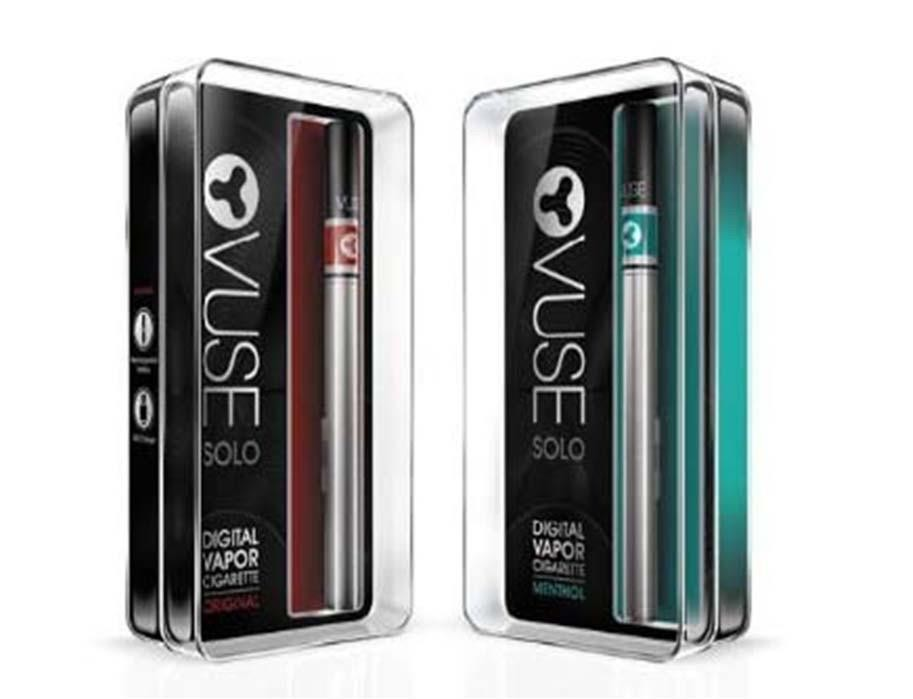 VUSE
SOLO
DIGITAL
VAPOR
CIGARETTE
ORIGINAL
VUSE
SOLO
DIGITAL
VAPOR
CIGARETTE
MENTHOL